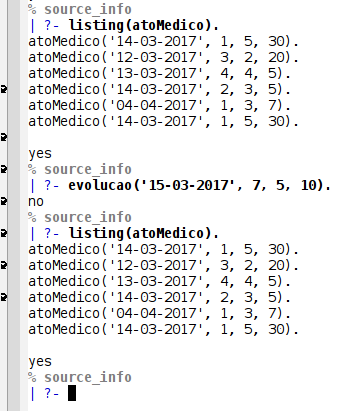 % source_info
| ?- listing(atoMedico).
atoMedico('14-03-2017', 1, 5, 30).
atoMedico('12-03-2017', 3, 2, 20).
atoMedico('13-03-2017', 4, 4, 5).
atoMedico('14-03-2017', 2, 3, 5).
atoMedico('04-04-2017', 1, 3, 7).
atoMedico('14-03-2017', 1, 5, 30).
yes
% source_info
| ?- evolucao('15-03-2017', 7, 5, 10).
no
% source_info
| ?- listing(atoMedico).
atoMedico('14-03-2017', 1, 5, 30).
atoMedico('12-03-2017', 3, 2, 20).
atoMedico('13-03-2017', 4, 4, 5).
atoMedico('14-03-2017', 2, 3, 5).
atoMedico('04-04-2017', 1, 3, 7).
atoMedico('14-03-2017', 1, 5, 30).
yes
% source_info
| ?-